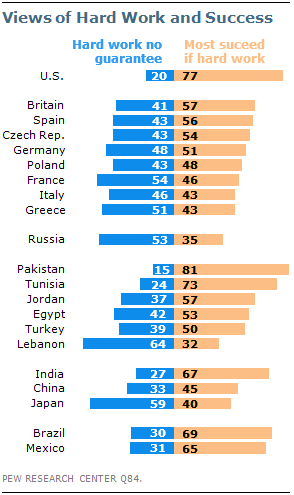 Views of Hard Work and Success
Hard work no guarantee
Most succeed if hard work
U.S. 20 77
Britain 41 57
Spain 43 56
Czech Rep. 43 54
Germany 48 51
Poland 43 48
France 54 46
Italy 46 43
Greece 51 43
Russia 53 35
Pakistan 15 81
Tunisia 24 73
Jordan 37 57
Egypt 42 53
Turkey 39 50
Lebanon 64 32
India 27 67
China 33 45
Japan 59 40
Brazil 30 69
Mexico 31 65
PEW RESEARCH CENTER Q84.